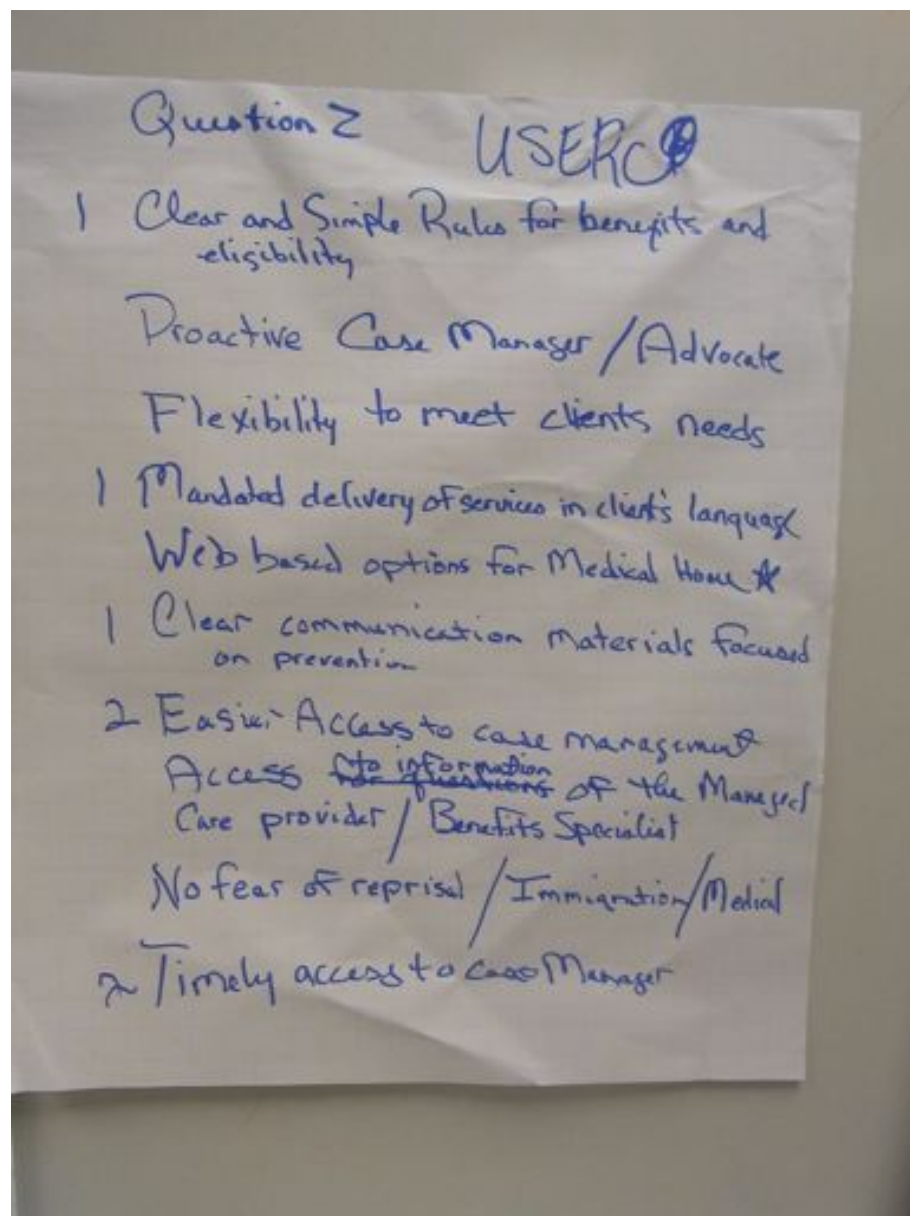 Question 2 USERS
1 Clear and Simple Rules for benefits and
eligibility
Proactive Case Manager / Advocate
Flexibility to meet clients needs
1 Mandated delivery of services in client's language
Web based options for Medical Home ☆
1 Clear communication materials focused
on prevention
2 Easier Access to case management
Access to information of the Managed
Care provider / Benefits Specialist
No fear of reprisal / Immigration / Medical
2 Timely access to case Manager